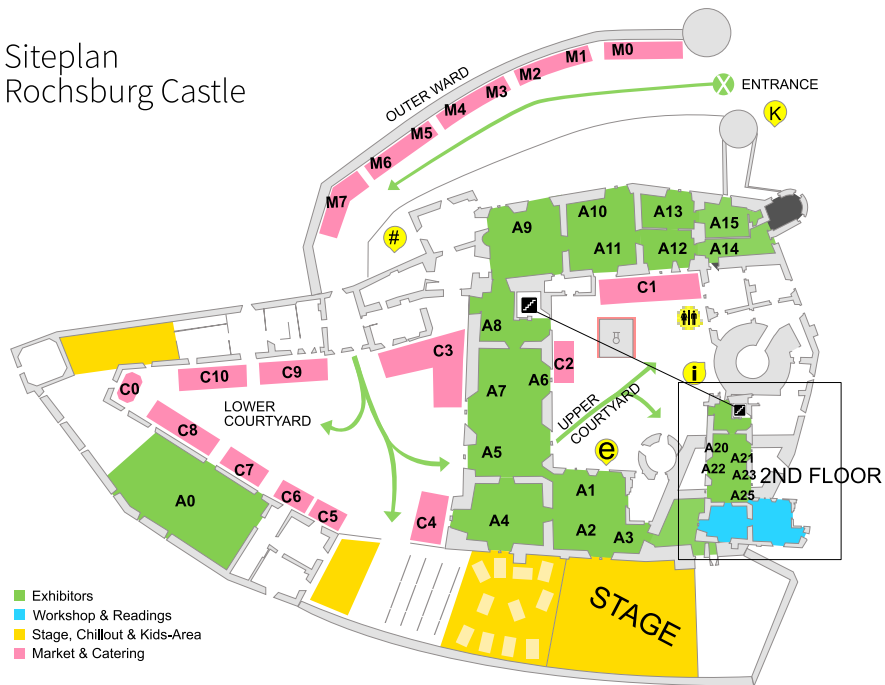 Siteplan
Rochsburg Castle
M0
M1
M2
M3
M4
M5
M6
M7
OUTER WARD
ENTRANCE
K
#
A9
A10
A11
A13
A12
A15
A14
C1
A8
C2
A7
A6
A5
C3
i
UPPER
COURTYARD
e
C10
C9
C0
LOWER
COURTYARD
C8
C7
C6
C5
C4
A0
A1
A2
A3
A4
A20
A21
A22
A23
A25
2ND FLOOR
STAGE
Exhibitors
Workshop & Readings
Stage, Chillout & Kids-Area
Market & Catering